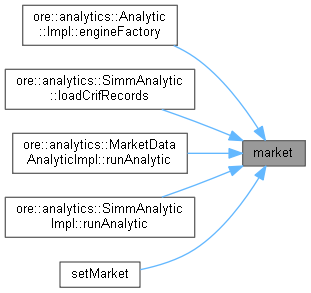 ore::analytics::Analytic
::Impl::engineFactory
ore::analytics::SimmAnalytic
::loadCrifRecords
ore::analytics::MarketData
AnalyticImpl::runAnalytic
market
ore::analytics::SimmAnalytic
Impl::runAnalytic
setMarket